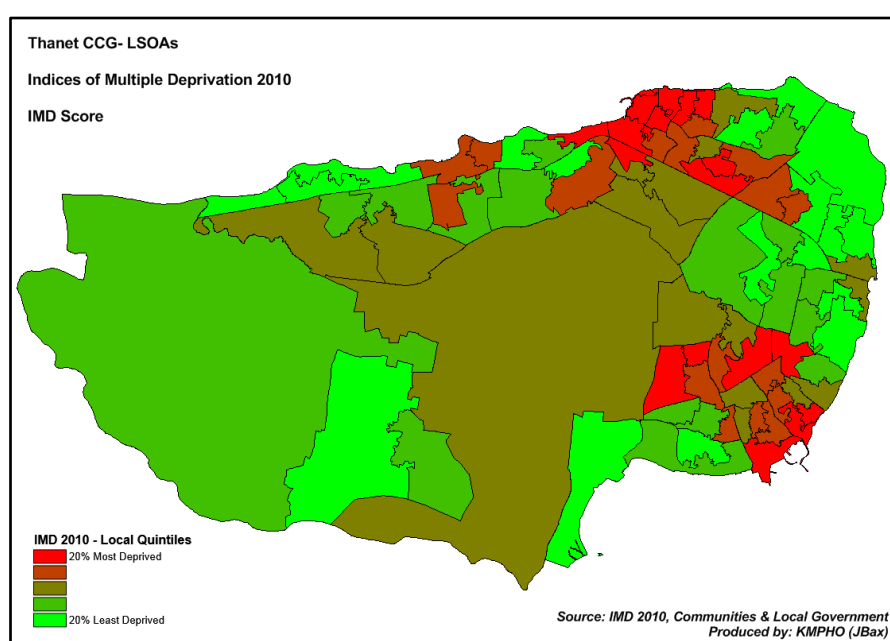 Thanet CCG- LSOAs
Indices of Multiple Deprivation 2010
IMD Score
IMD 2010 - Local Quintiles
20% Most Deprived
20% Least Deprived
Source: IMD 2010, Communities & Local Government
Produced by: KMPHO (JBax)